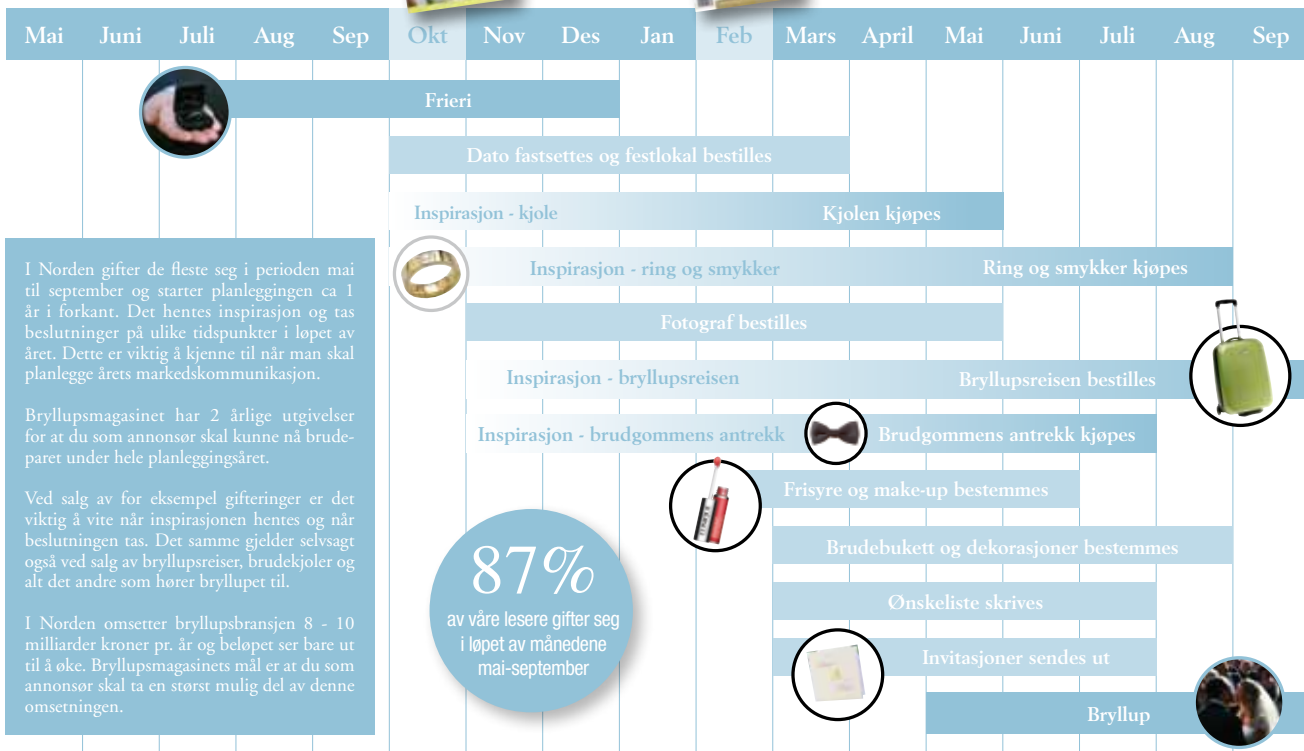 Mai Juni Juli Aug Sep Okt Nov Des Jan Feb Mars April Mai Juni Juli Aug Sep
Frieri
Dato fastsettes og festlokal bestilles
Inspirasjon - kjole Kjolen kjøpes
Inspirasjon - ring og smykker Ring og smykker kjøpes
Fotograf bestilles
Inspirasjon - bryllupsreisen Bryllupsreisen bestilles
Inspirasjon - brudgommens antrekk Brudgommens antrekk kjøpes
Frisyre og make-up bestemmes
Brudebukett og dekorasjoner bestemmes
Ønskeliste skrives
Invitasjoner sendes ut
Bryllup
I Norden gifter de fleste seg i perioden mai
til september og starter planleggingen ca 1
år i forkant. Det hentes inspirasjon og tas
beslutninger på ulike tidspunkter i løpet av
året. Dette er viktig å kjenne til når man skal
planlegge årets markedskommunikasjon.
Bryllupsmagasinet har 2 årlige utgivelser
for at du som annonsør skal kunne nå brude-
paret under hele planleggingsåret.
Ved salg av for eksempel gifteringer er det
viktig å vite når inspirasjonen hentes og når
beslutningen tas. Det samme gjelder selvsagt
også ved salg av bryllupsreiser, brudekjoler og
alt det andre som hører bryllupet til.
I Norden omsetter bryllupsbransjen 8 - 10
milliarder kroner pr. år og beløpet ser bare ut
til å øke. Bryllupsmagasinets mål er at du som
annonsør skal ta en størst mulig del av denne
omsetningen.
87%
av våre lesere gifter seg
i løpet av månedene
mai-september